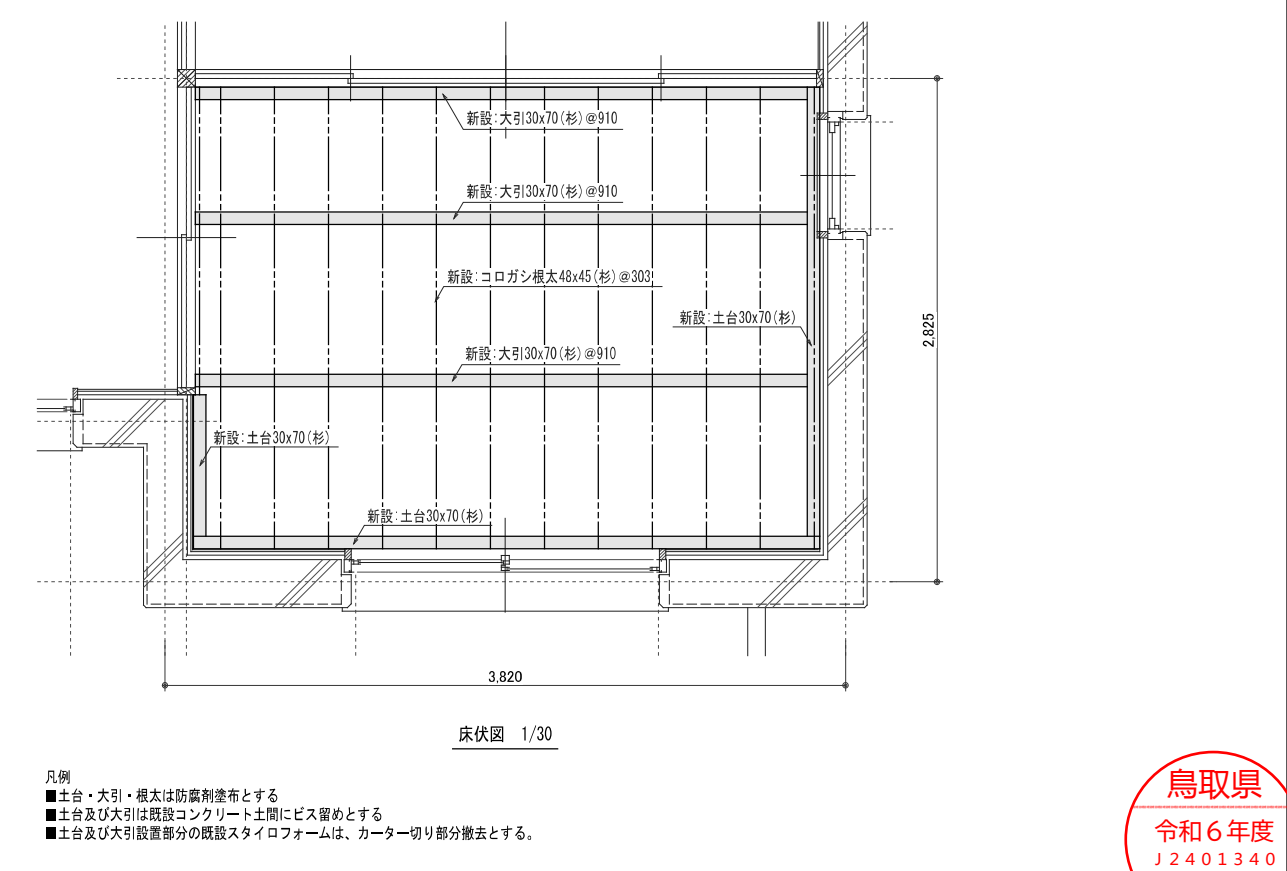 新設:大引30x70(杉)@910
新設:大引30x70(杉)@910
新設:コロガシ根太48x45(杉)@303
新設:土台30x70(杉)
2,825
新設:大引30x70(杉)@910
新設:土台30x70(杉)
新設:土台30x70(杉)
3,820
床伏図 1/30
凡例
■土台・大引・根太は防腐剤塗布とする
■土台及び大引は既設コンクリート土間にビス留めとする
■土台及び大引設置部分の既設スタイロフォームは、カーター切り部分撤去とする。
鳥取県
令和6年度
J2401340